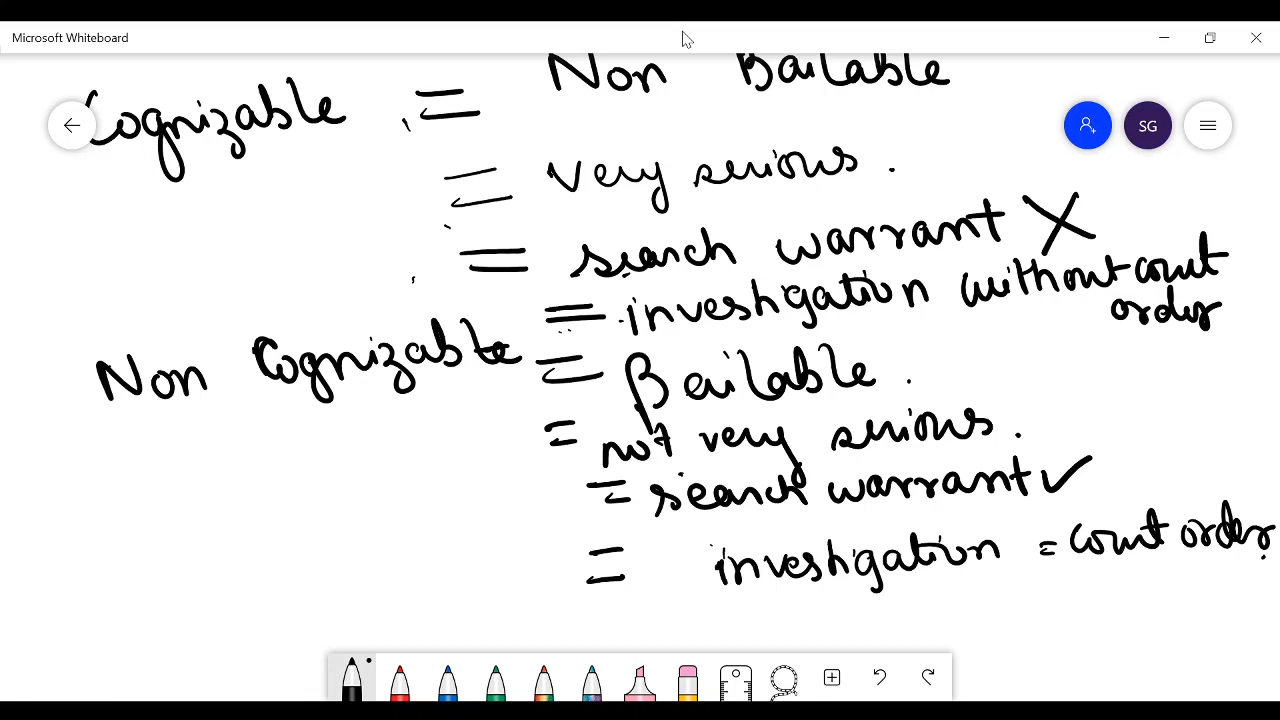 Microsoft Whiteboard
Cognizable = Non Bailable
SG
= very serious.
= search warrant X
= investigation without court
order
Non Cognizable = Bailable.
= not very serious.
= search warrant ✓
= investigation = court order.